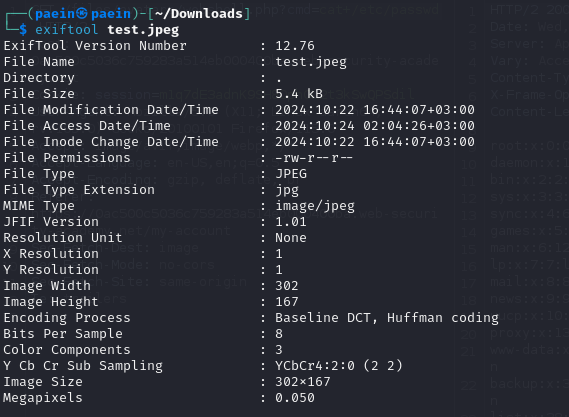 ┌──(paein㉿paein)-[~/Downloads]
└─$ exiftool test.jpeg
ExifTool Version Number : 12.76
File Name : test.jpeg
Directory : .
File Size : 5.4 kB
File Modification Date/Time : 2024:10:22 16:44:07+03:00
File Access Date/Time : 2024:10:24 02:04:26+03:00
File Inode Change Date/Time : 2024:10:22 16:44:07+03:00
File Permissions : -rw-r--r--
File Type : JPEG
File Type Extension : jpg
MIME Type : image/jpeg
JFIF Version : 1.01
Resolution Unit : None
X Resolution : 1
Y Resolution : 1
Image Width : 302
Image Height : 167
Encoding Process : Baseline DCT, Huffman coding
Bits Per Sample : 8
Color Components : 3
Y Cb Cr Sub Sampling : YCbCr4:2:0 (2 2)
Image Size : 302×167
Megapixels : 0.050